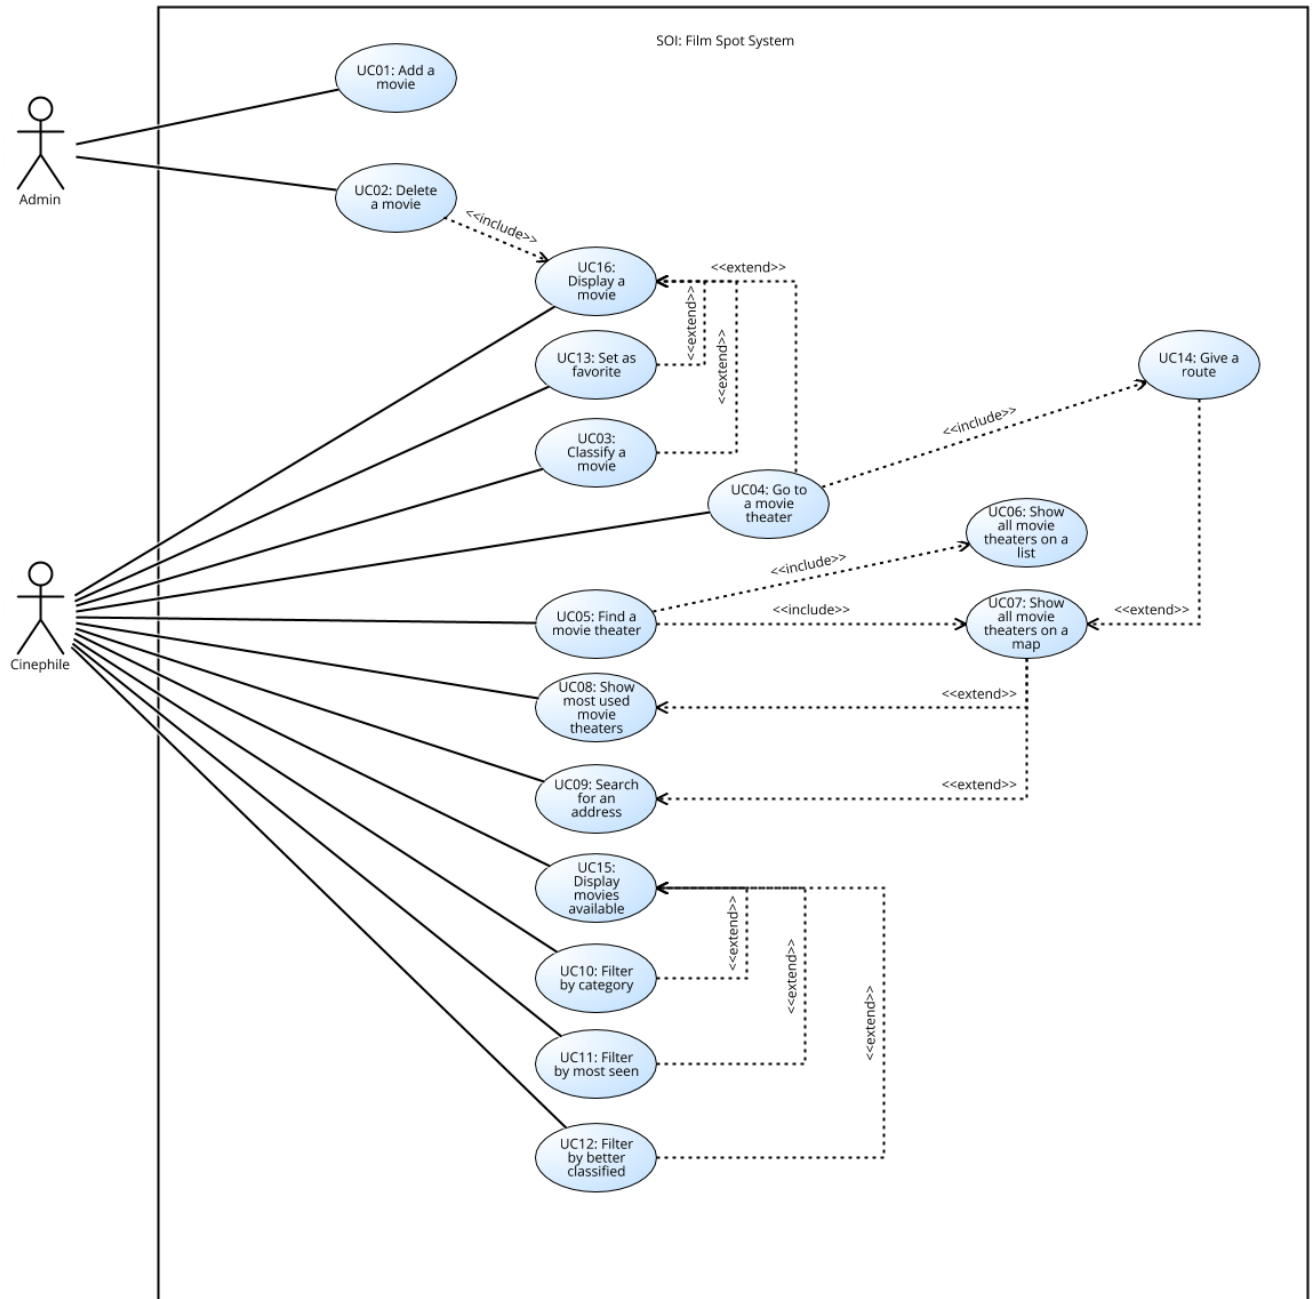 SOI: Film Spot System
UC01: Add a
movie
Admin
UC02: Delete
a movie
<<include>>
UC16:
Display a
movie
<<extend>>
<<extend>>
<<extend>>
UC13: Set as
favorite
UC14: Give a
route
<<include>>
UC03:
Classify a
movie
UC04: Go to
a movie
theater
UC06: Show
all movie
theaters on a
list
<<include>>
Cinephile
UC05: Find a
movie theater
<<include>>
UC07: Show
all movie
theaters on a
map
<<extend>>
UC08: Show
most used
movie
theaters
<<extend>>
UC09: Search
for an
address
<<extend>>
UC15:
Display
movies
available
<<extend>>
<<extend>>
<<extend>>
UC10: Filter
by category
UC11: Filter
by most seen
UC12: Filter
by better
classified